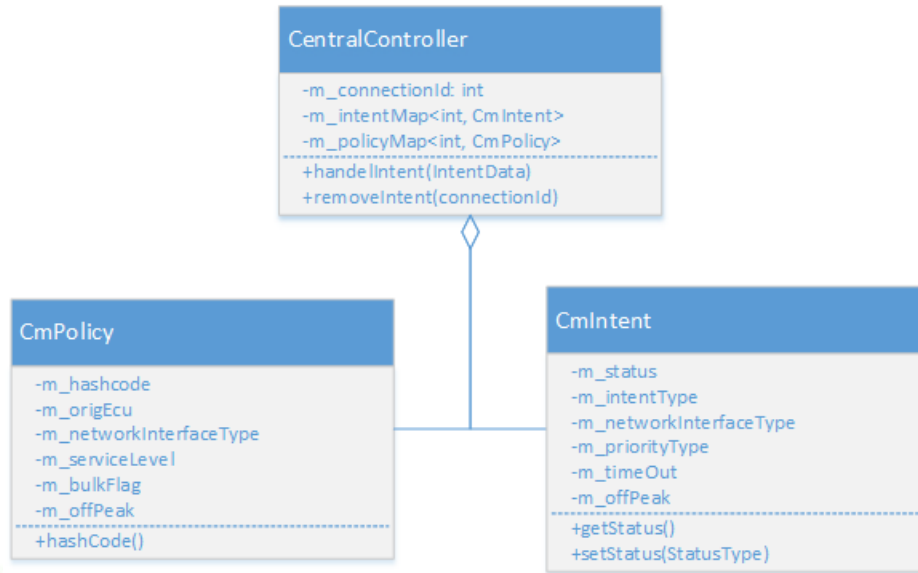 CentralController
-m_connectionId: int
-m_intentMap<int, CmIntent>
-m_policyMap<int, CmPolicy>
+handelIntent(IntentData)
+removeIntent(connectionId)
CmPolicy
-m_hashcode
-m_origEcu
-m_networkInterfaceType
-m_serviceLevel
-m_bulkFlag
-m_offPeak
+hashCode()
CmIntent
-m_status
-m_intentType
-m_networkInterfaceType
-m_priorityType
-m_timeOut
-m_offPeak
+getStatus()
+setStatus(StatusType)